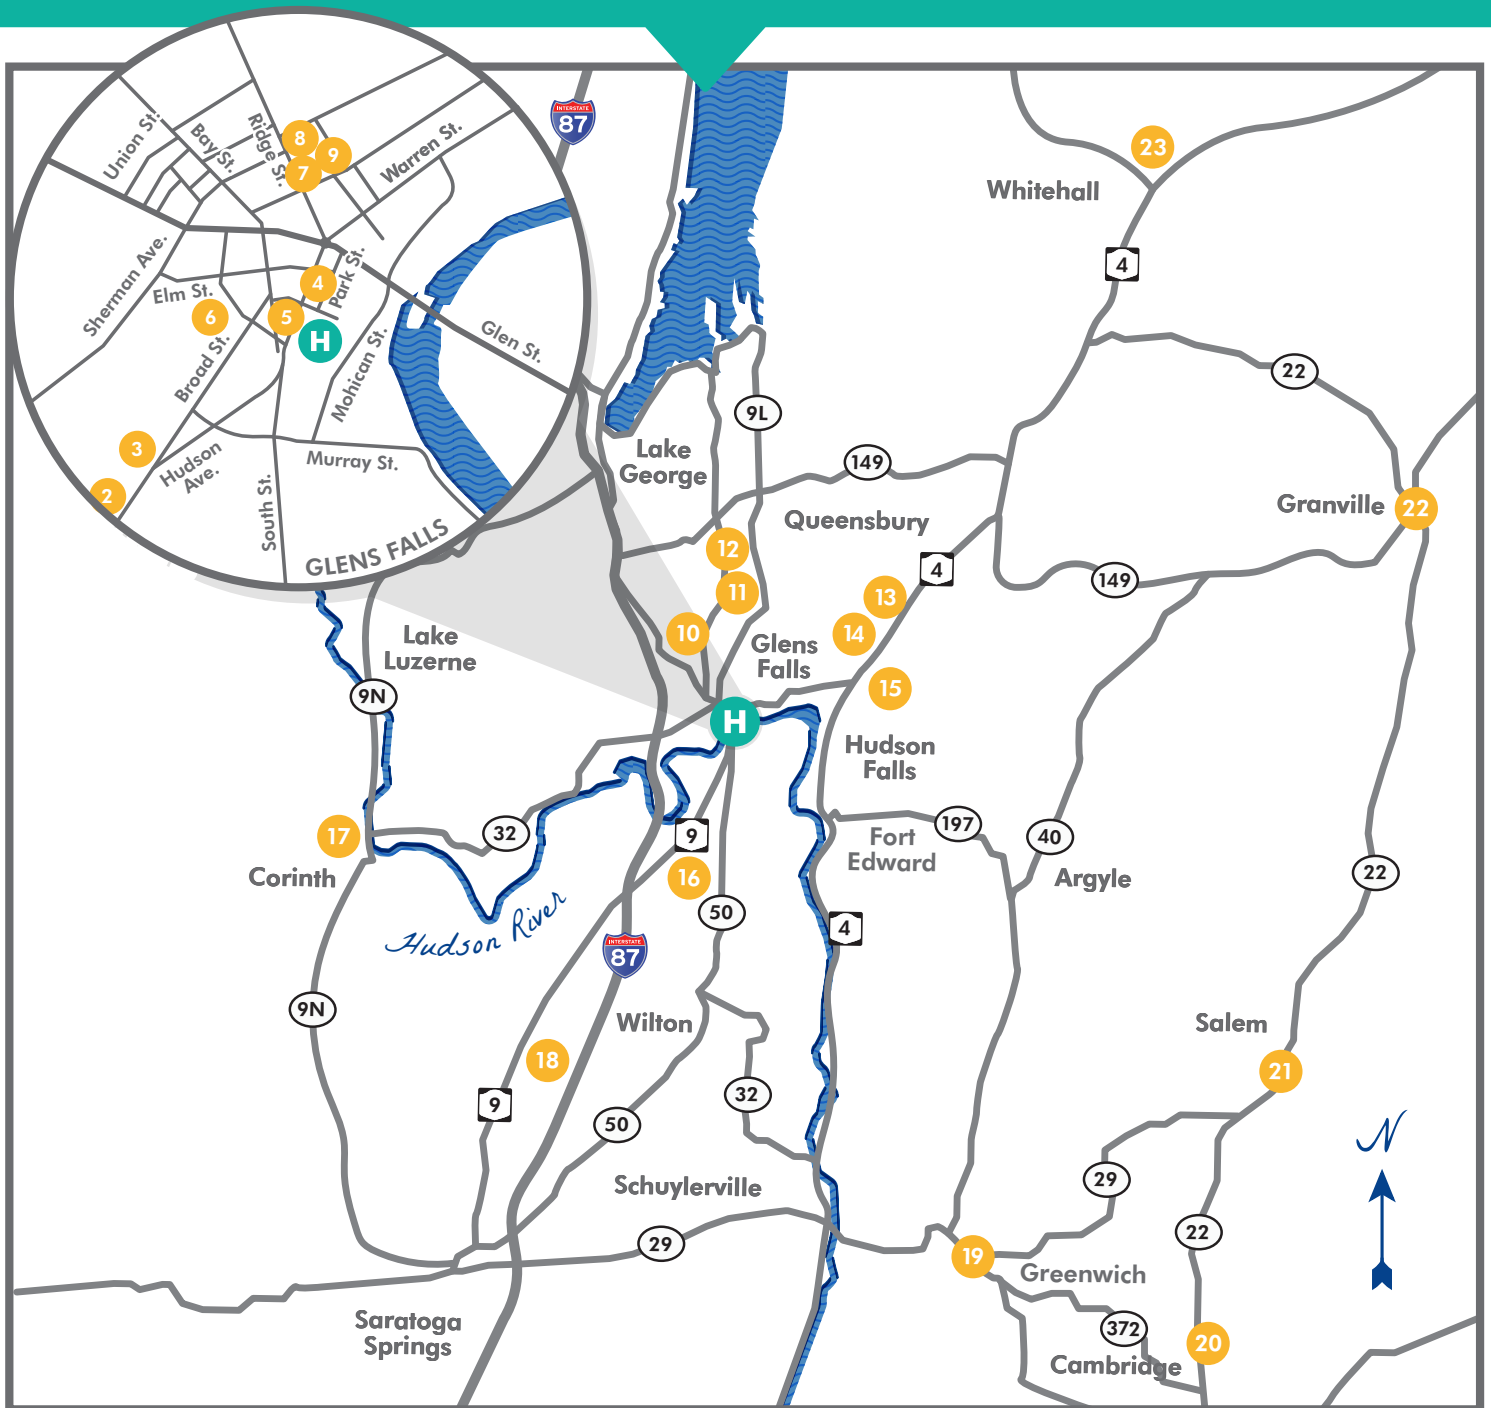 INTERSTATE
87
Union St.
Bay St.
Ridge St.
8
9
7
Warren St.
Sherman Ave.
Elm St.
4
Park St.
6
5
H
Broad St.
Mohican St.
Glen St.
3
2
Hudson
Ave.
Murray St.
South St.
GLENS FALLS
23
Whitehall
4
22
9L
Lake
George
149
Queensbury
Granville
22
12
4
149
11
13
10
14
Glens
Falls
15
Lake
Luzerne
9N
H
Hudson
Falls
17
32
9
Fort
Edward
197
40
Corinth
16
Argyle
22
50
4
Hudson River
INTERSTATE
87
9N
Wilton
Salem
18
21
9
32
50
N
Schuylerville
29
29
22
19
Greenwich
Saratoga
Springs
372
20
Cambridge